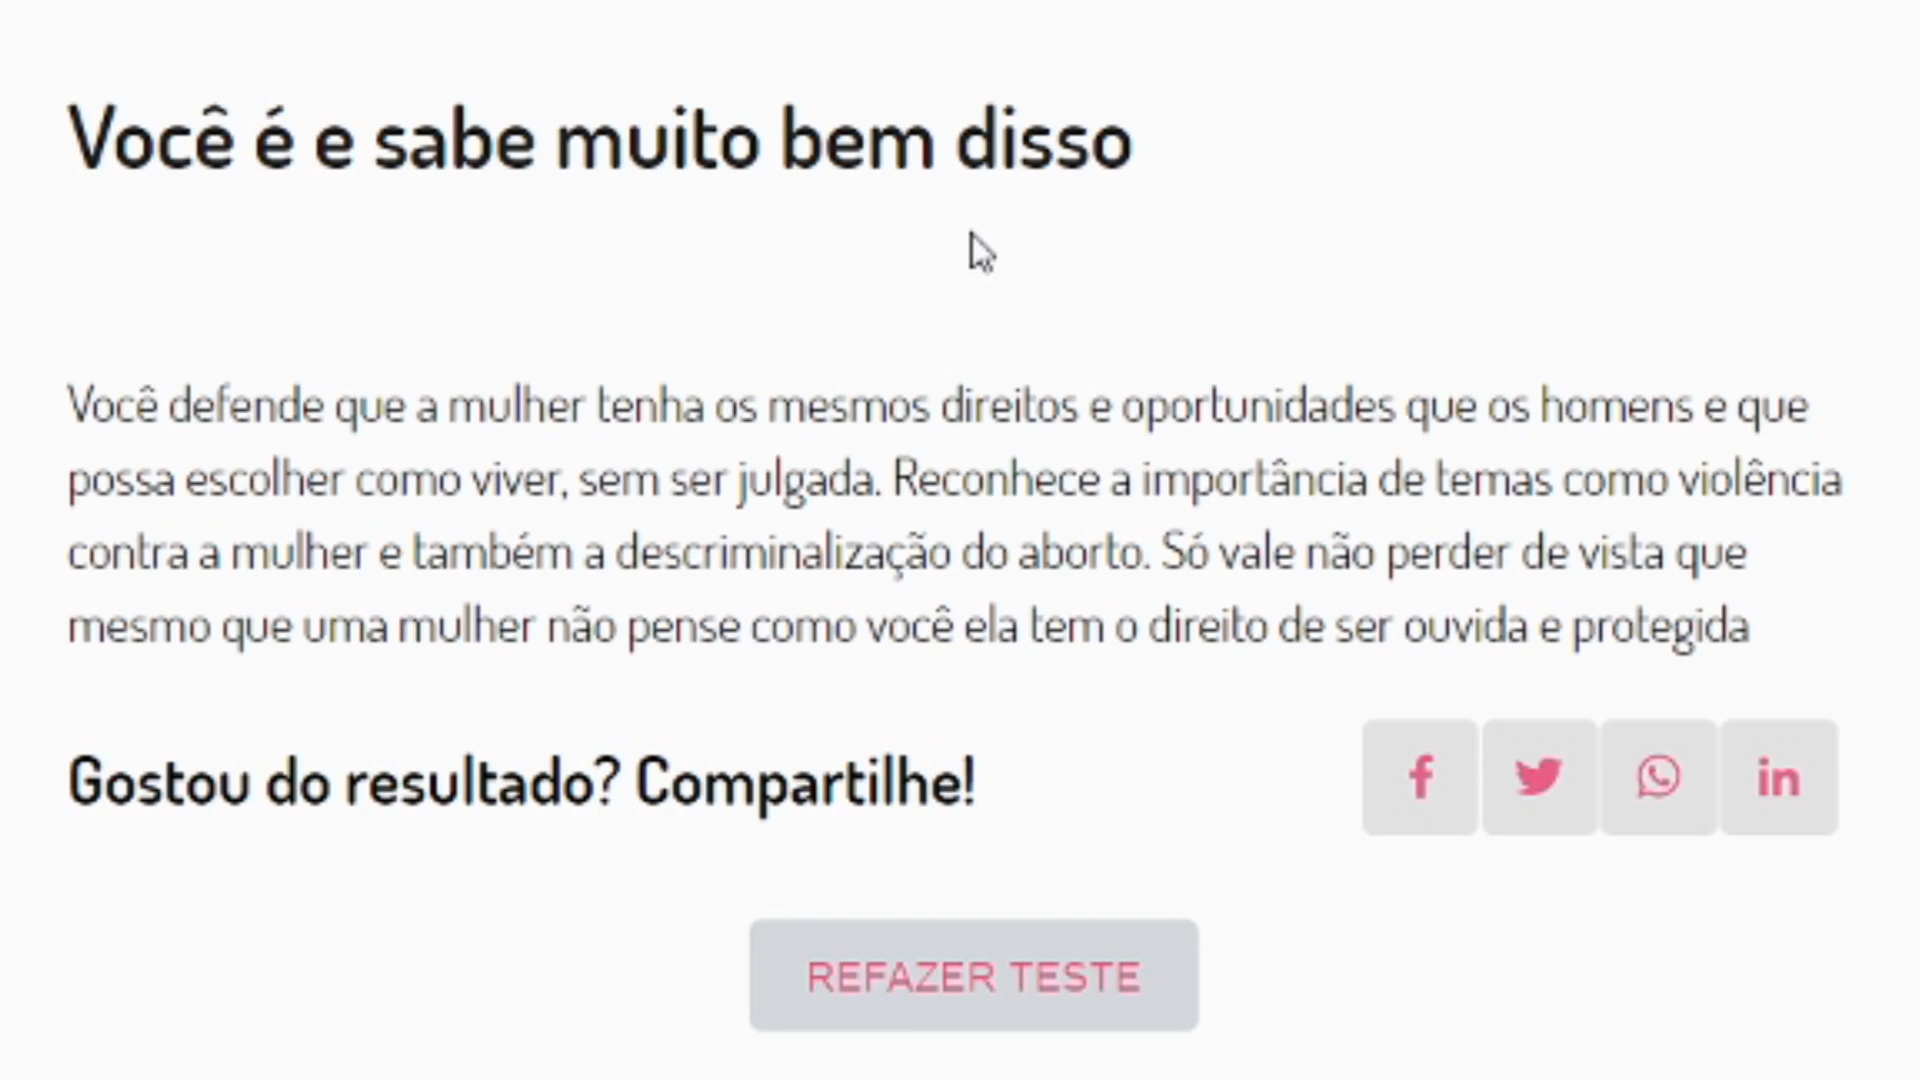 Você é e sabe muito bem disso
Você defende que a mulher tenha os mesmos direitos e oportunidades que os homens e que
possa escolher como viver, sem ser julgada. Reconhece a importância de temas como violência
contra a mulher e também a descriminalização do aborto. Só vale não perder de vista que
mesmo que uma mulher não pense como você ela tem o direito de ser ouvida e protegida
Gostou do resultado? Compartilhe!
REFAZER TESTE